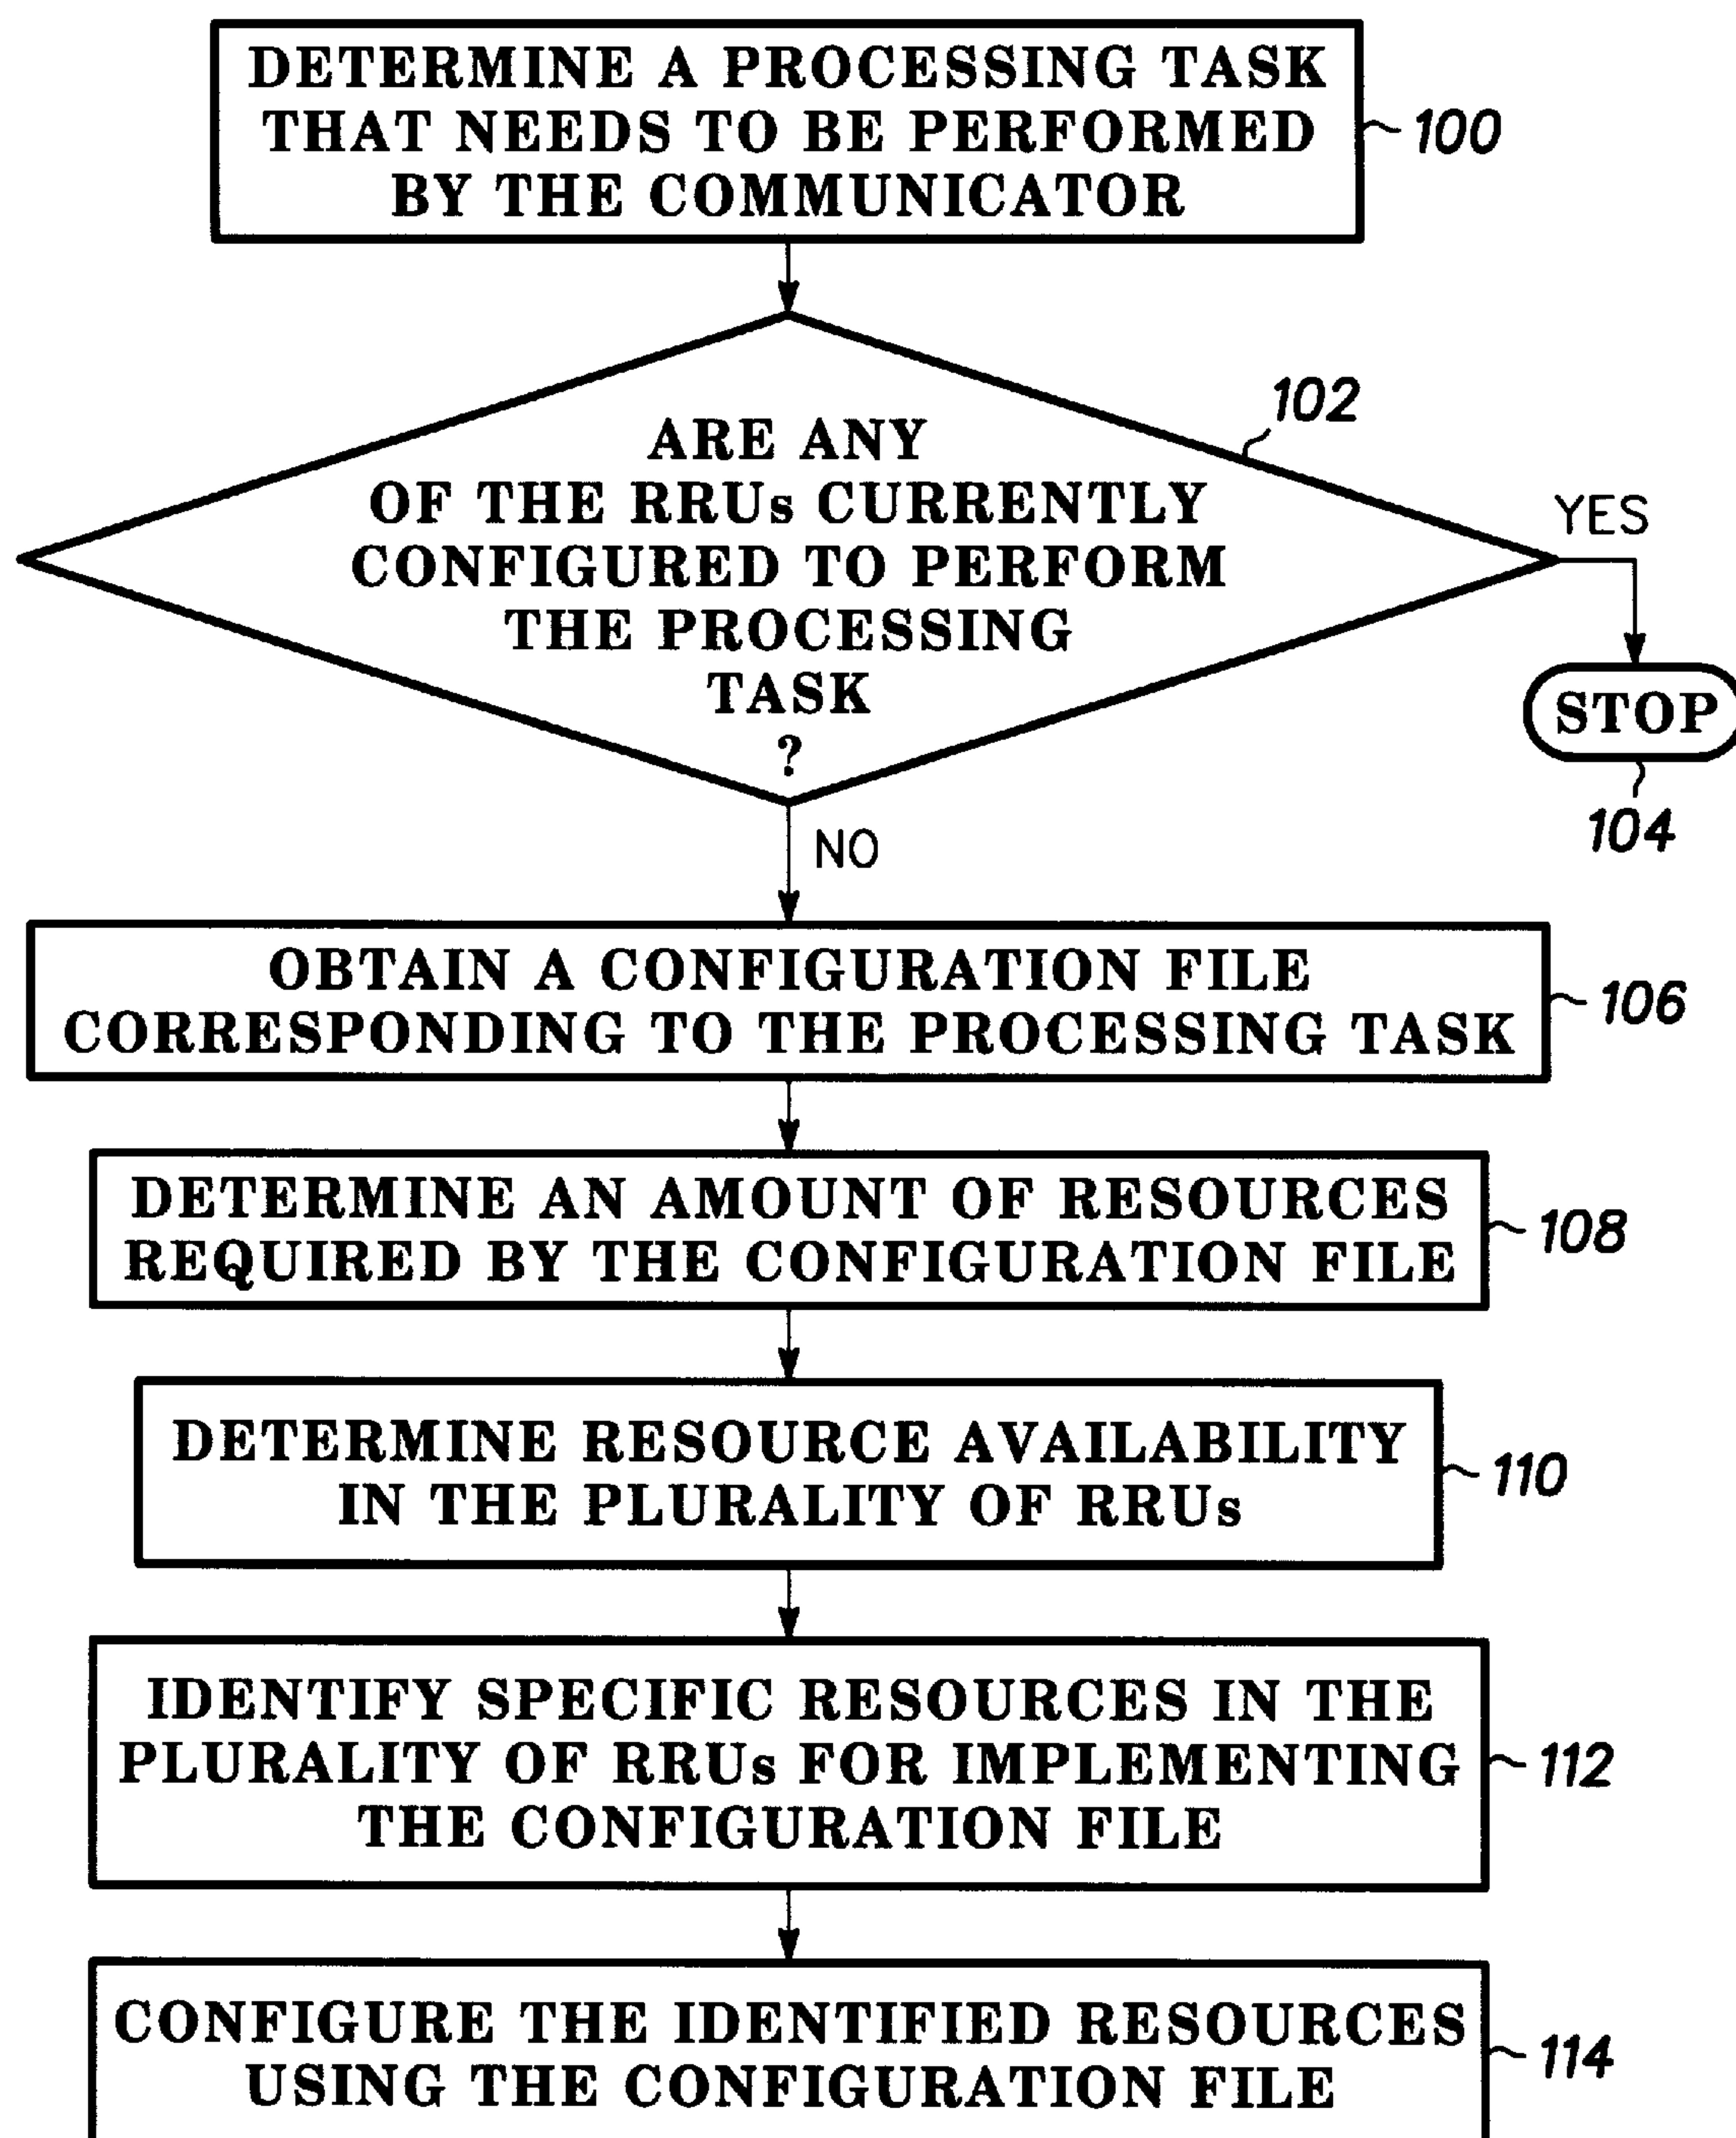 DETERMINE A PROCESSING TASK
THAT NEEDS TO BE PERFORMED
BY THE COMMUNICATOR
100
102
ARE ANY
OF THE RRUs CURRENTLY
CONFIGURED TO PERFORM
THE PROCESSING
TASK
?
YES
STOP
104
NO
OBTAIN A CONFIGURATION FILE
CORRESPONDING TO THE PROCESSING TASK
106
DETERMINE AN AMOUNT OF RESOURCES
REQUIRED BY THE CONFIGURATION FILE
108
DETERMINE RESOURCE AVAILABILITY
IN THE PLURALITY OF RRUs
110
IDENTIFY SPECIFIC RESOURCES IN THE
PLURALITY OF RRUs FOR IMPLEMENTING
THE CONFIGURATION FILE
112
CONFIGURE THE IDENTIFIED RESOURCES
USING THE CONFIGURATION FILE
114